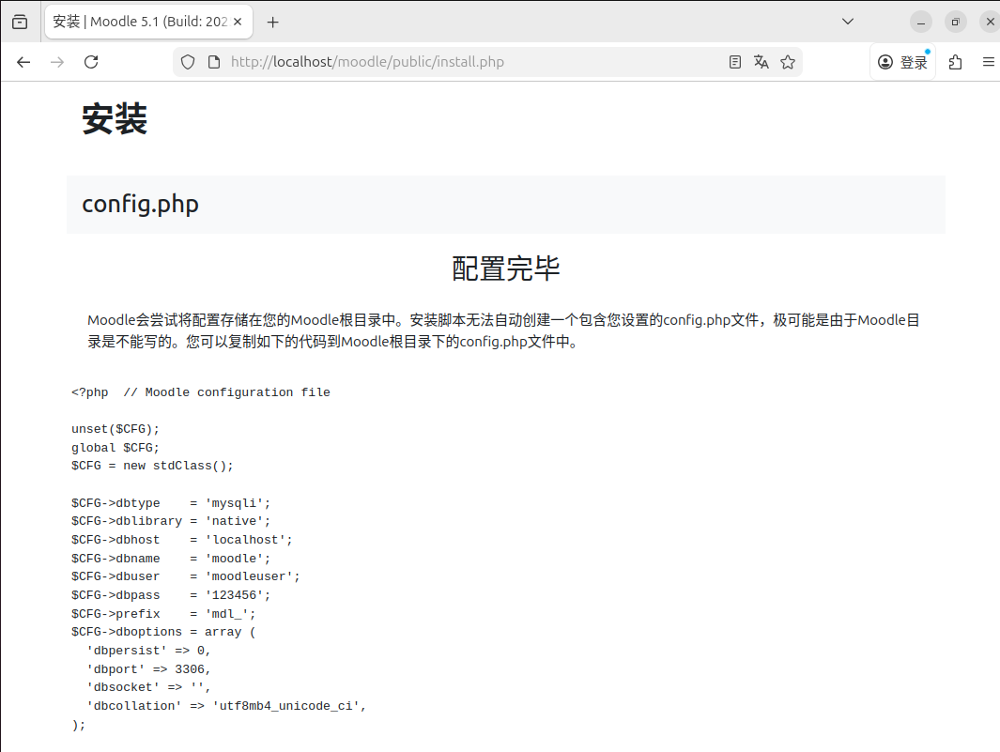 安装 | Moodle 5.1 (Build: 202
http://localhost/moodle/public/install.php
登录
安装
config.php
配置完毕
Moodle会尝试将配置存储在您的Moodle根目录中。安装脚本无法自动创建一个包含您设置的config.php文件，极可能是由于Moodle目
录是不能写的。您可以复制如下的代码到Moodle根目录下的config.php文件中。
<?php  // Moodle configuration file
unset($CFG);
global $CFG;
$CFG = new stdClass();
$CFG->dbtype    = 'mysqli';
$CFG->dblibrary = 'native';
$CFG->dbhost    = 'localhost';
$CFG->dbname    = 'moodle';
$CFG->dbuser    = 'moodleuser';
$CFG->dbpass    = '123456';
$CFG->prefix    = 'mdl_';
$CFG->dboptions = array (
  'dbpersist' => 0,
  'dbport' => 3306,
  'dbsocket' => '',
  'dbcollation' => 'utf8mb4_unicode_ci',
);